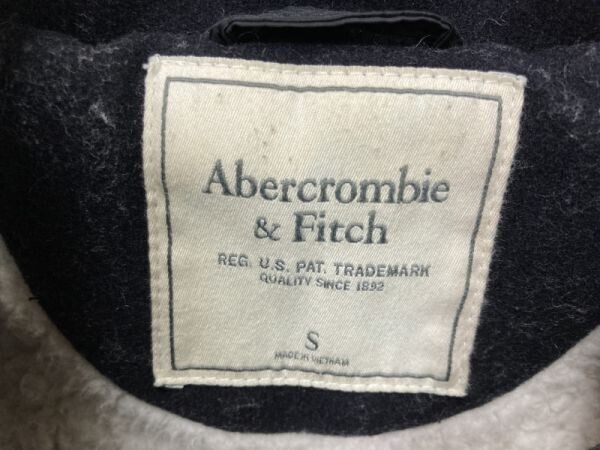 Abercrombie
& Fitch
REG. U.S. PAT. TRADEMARK
QUALITY SINCE 1892
S
MADE IN VIETNAM